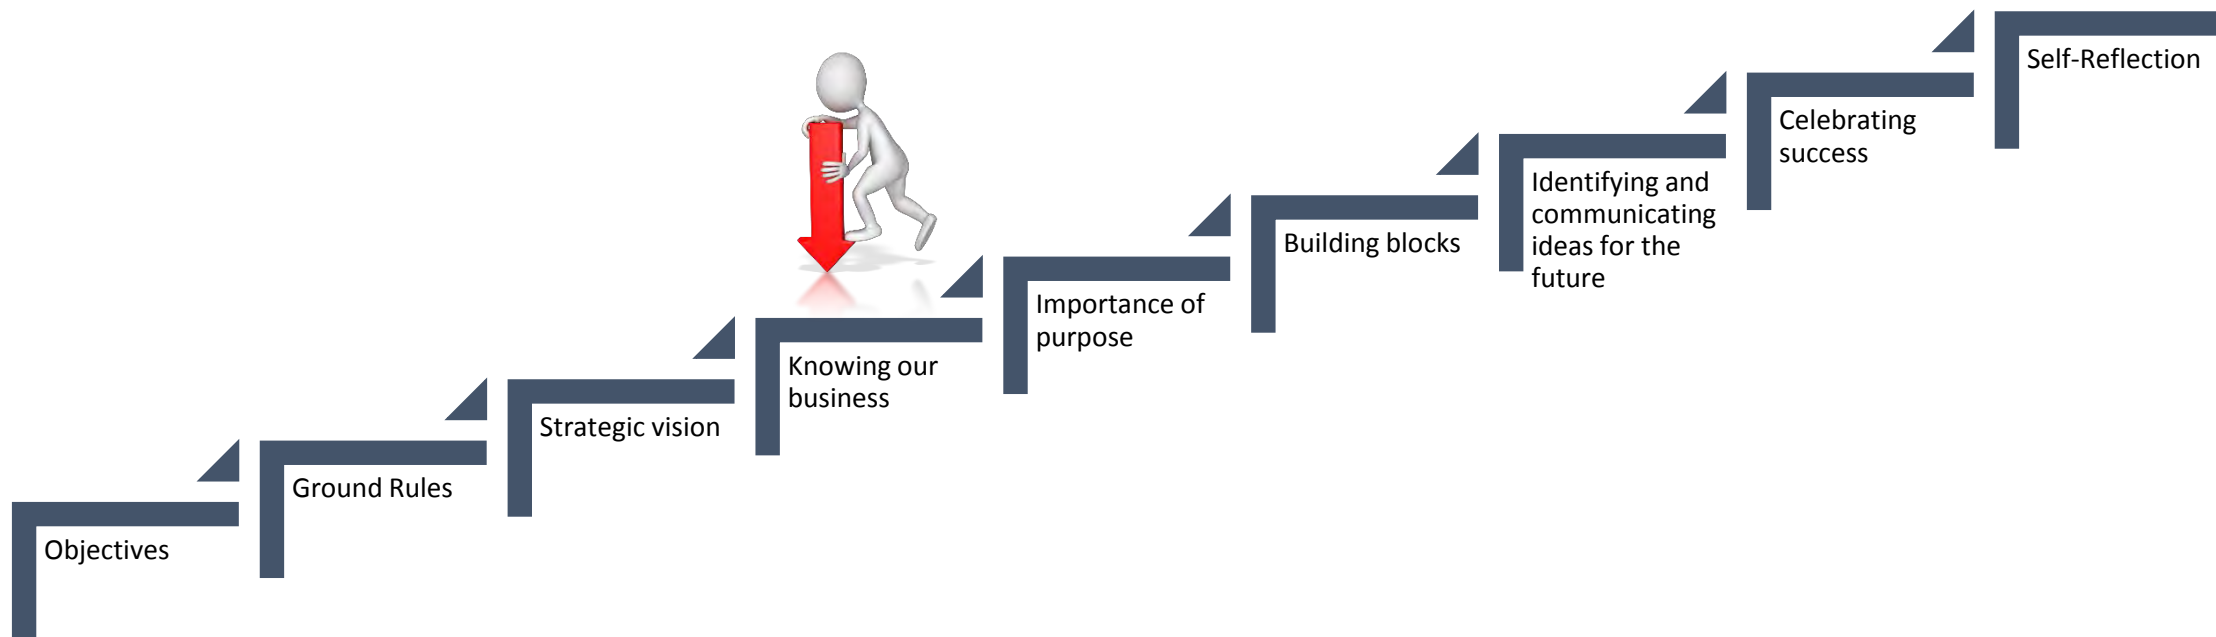 Objectives
Ground Rules
Strategic vision
Knowing our
business
Importance of
purpose
Building blocks
Identifying and
communicating
ideas for the
future
Celebrating
success
Self-Reflection